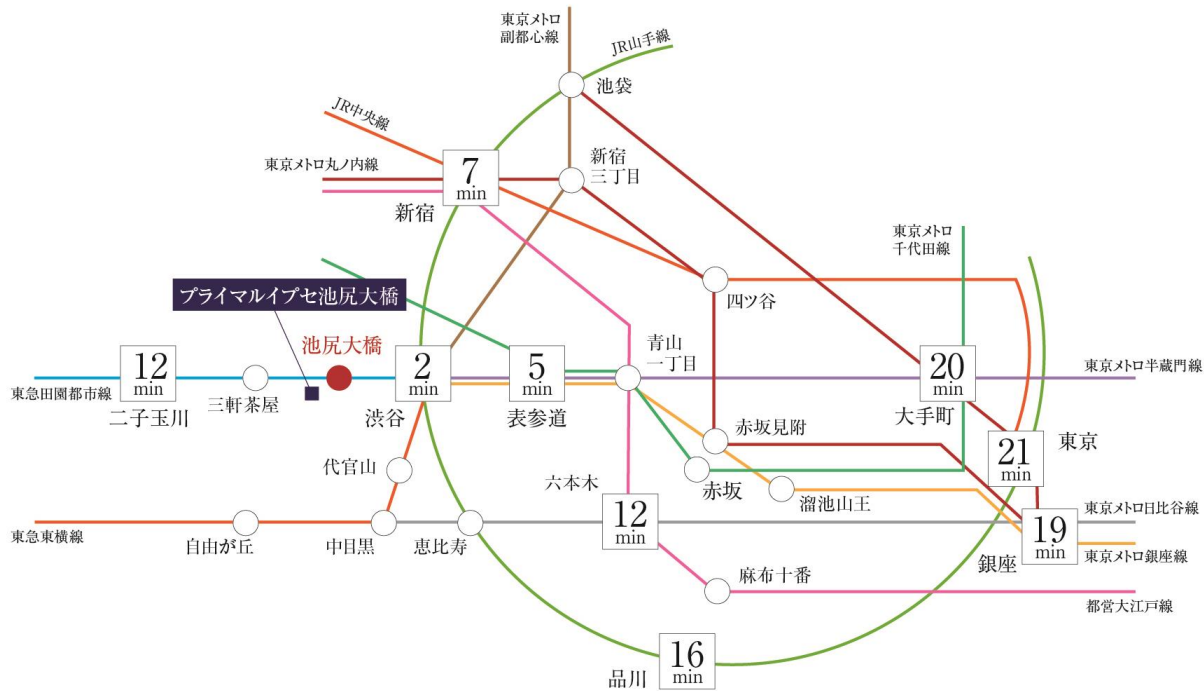 東京メトロ
副都心線
JR山手線
池袋
JR中央線
東京メトロ丸ノ内線
7
min
新宿
新宿
三丁目
東京メトロ
千代田線
四ツ谷
プライマルイプセ池尻大橋
池尻大橋
青山
一丁目
12
min
2
min
5
min
20
min
東京メトロ半蔵門線
東急田園都市線
二子玉川
三軒茶屋
渋谷
表参道
大手町
赤坂見附
東京
21
min
代官山
赤坂
溜池山王
六本木
12
min
東京メトロ日比谷線
東急東横線
自由が丘
中目黒
恵比寿
19
min
銀座
東京メトロ銀座線
麻布十番
都営大江戸線
16
min
品川